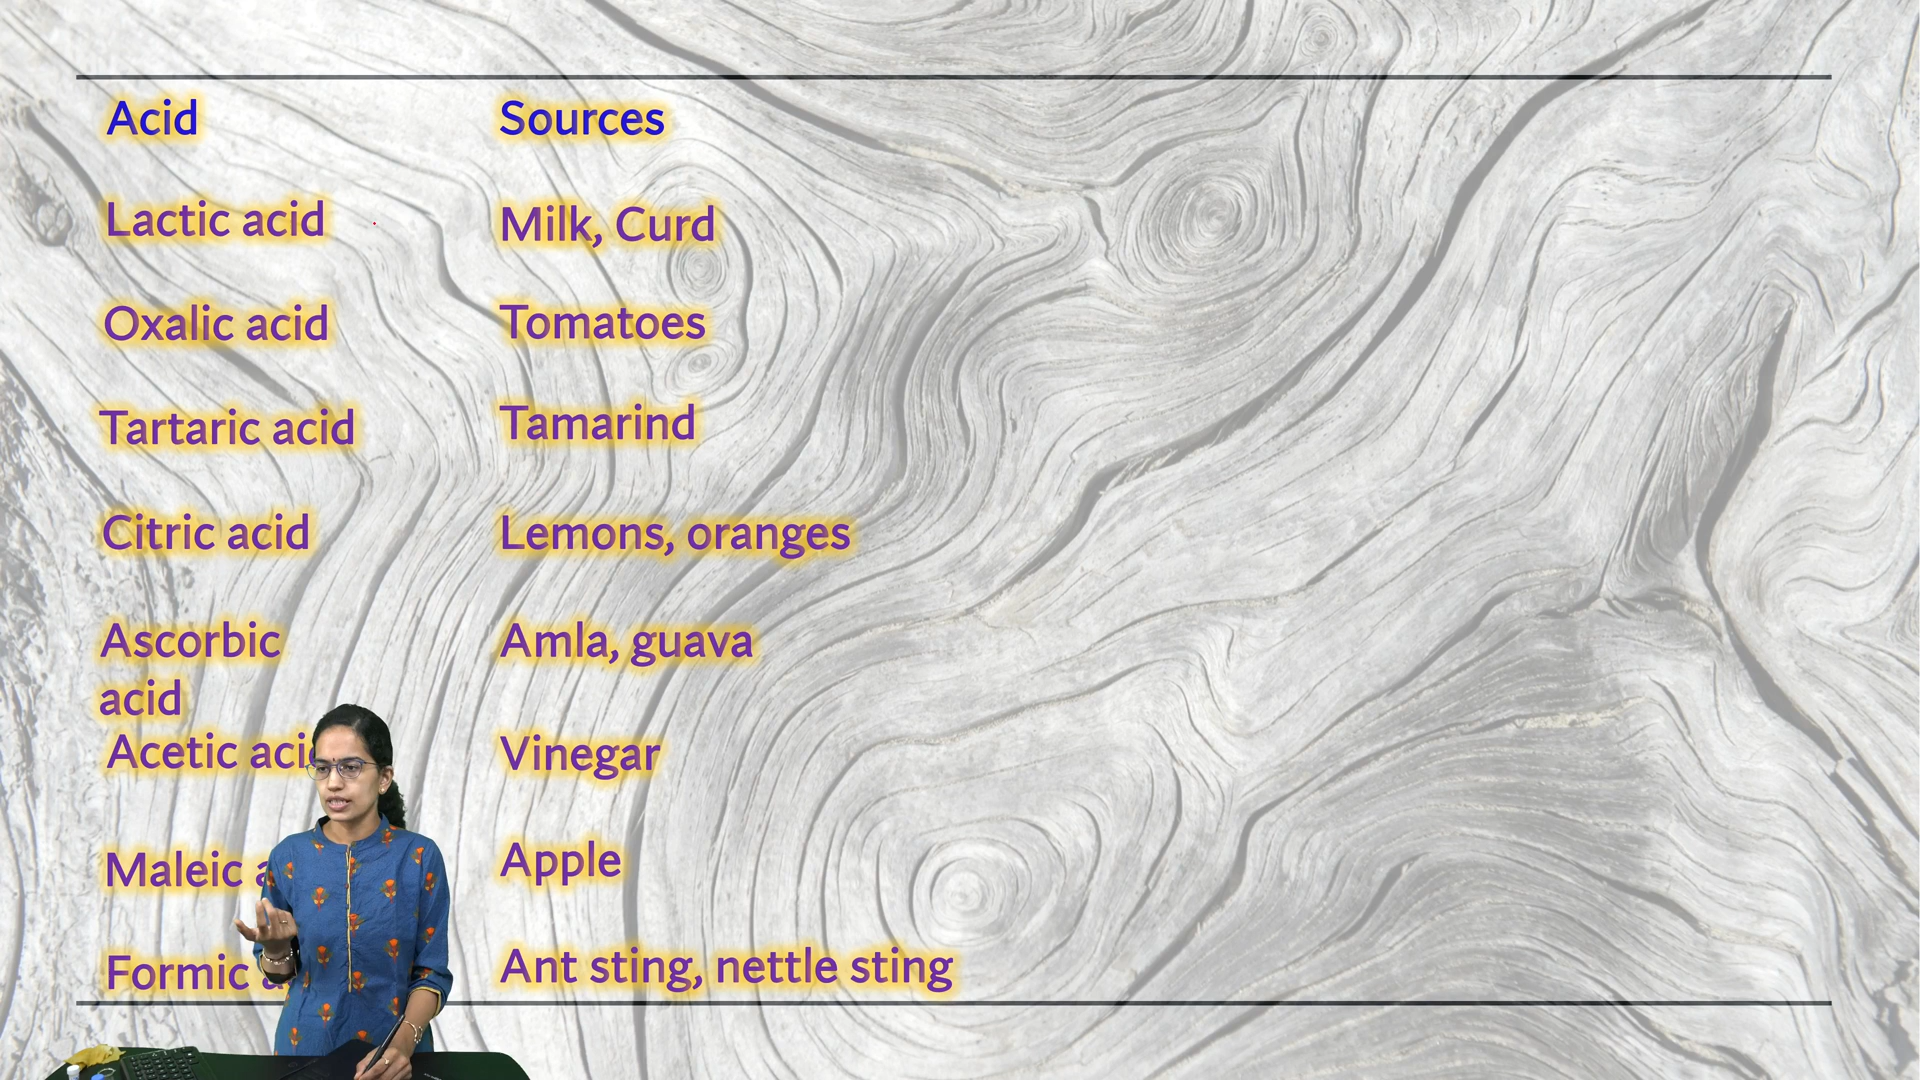 Acid Sources
Lactic acid Milk, Curd
Oxalic acid Tomatoes
Tartaric acid Tamarind
Citric acid Lemons, oranges
Ascorbic Amla, guava
acid
Acetic acid Vinegar
Maleic Apple
Formic Ant sting, nettle sting